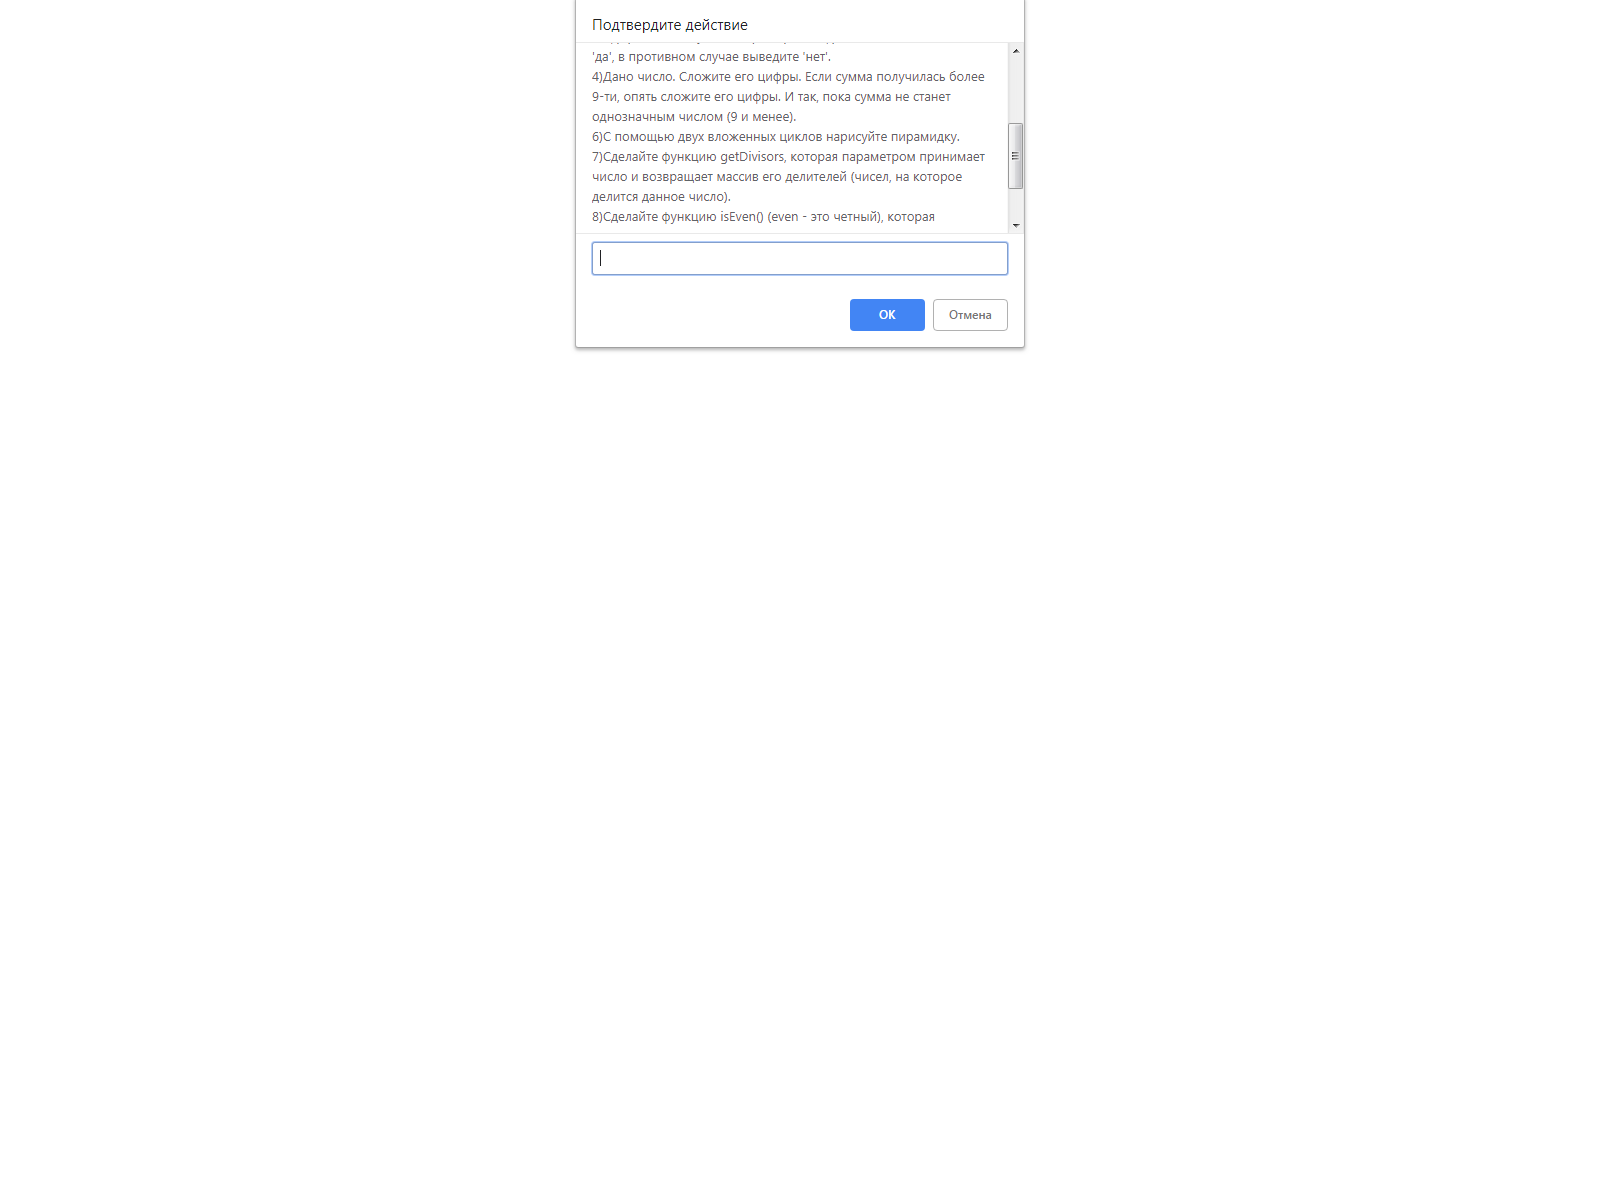 Подтвердите действие
'да', в противном случае выведите 'нет'.
4)Дано число. Сложите его цифры. Если сумма получилась более
9-ти, опять сложите его цифры. И так, пока сумма не станет
однозначным числом (9 и менее).
6)С помощью двух вложенных циклов нарисуйте пирамидку.
7)Сделайте функцию getDivisors, которая параметром принимает
число и возвращает массив его делителей (чисел, на которое
делится данное число).
8)Сделайте функцию isEven() (even - это четный), которая
ОК
Отмена